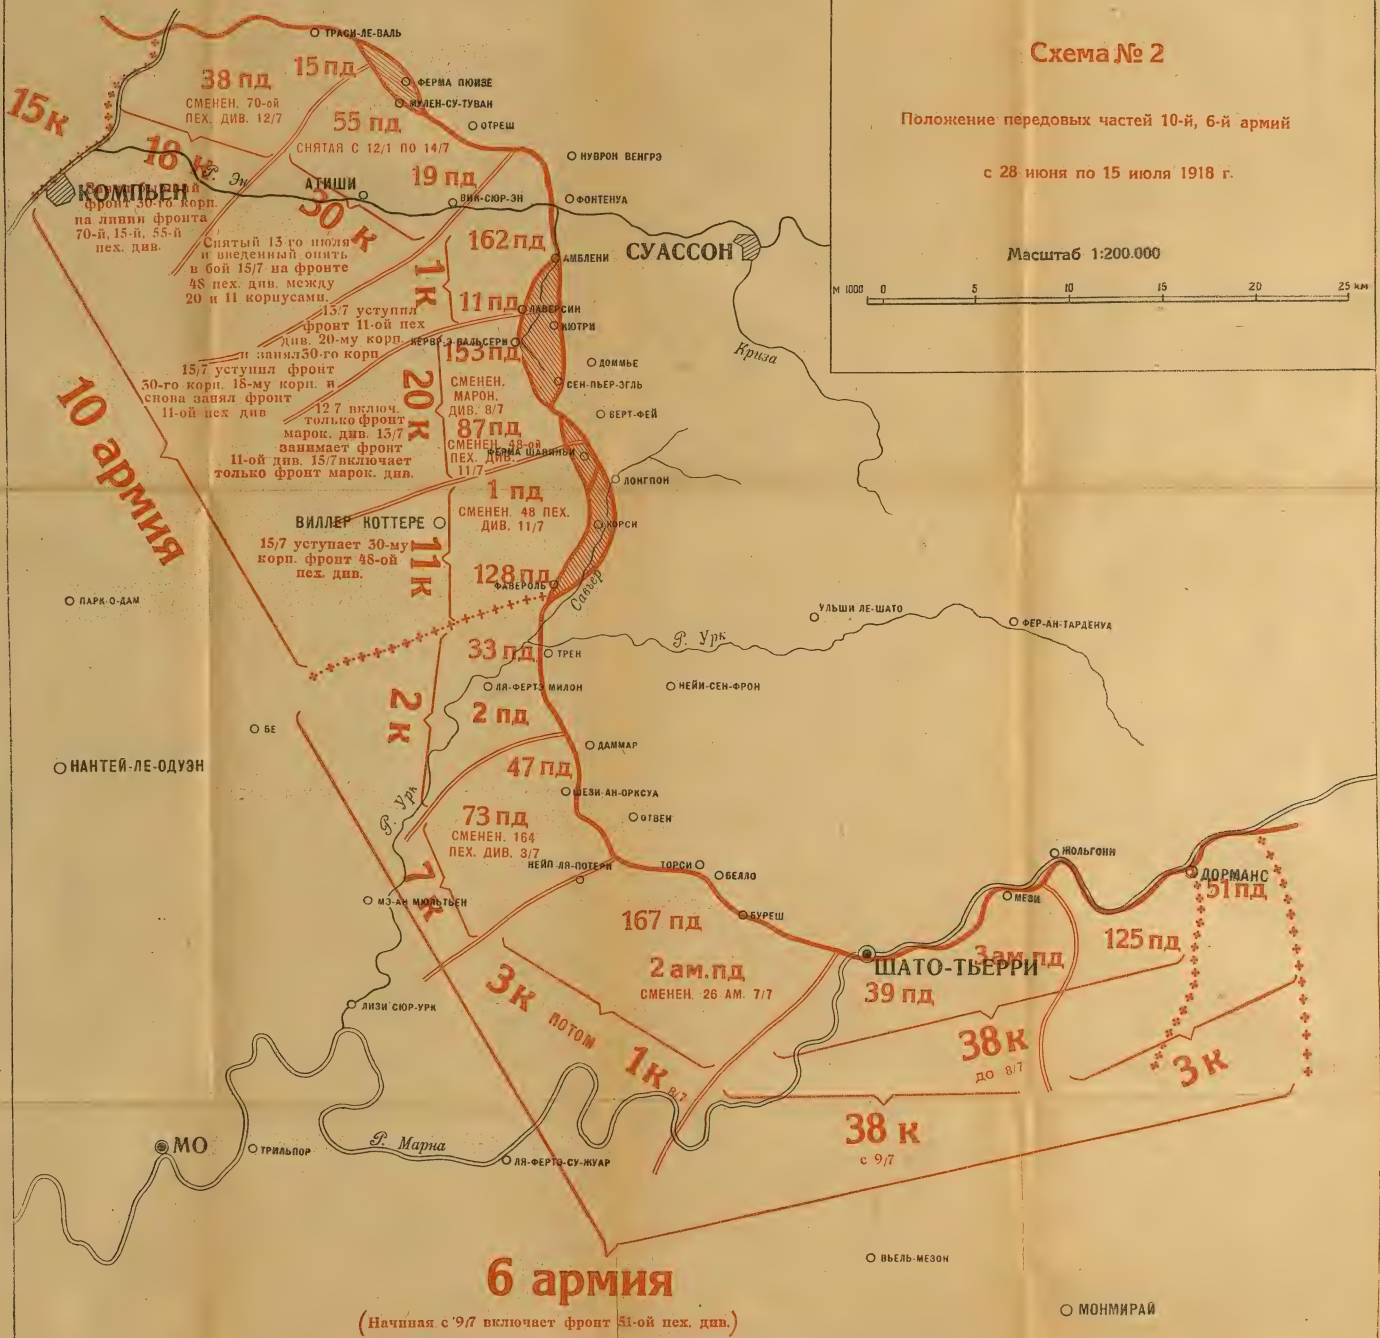 Схема № 2
Положение передовых частей 10-й, 6-й армий
с 28 июня по 15 июля 1918 г.
Масштаб 1:200.000
М 1000 0 5 10 15 20 25 км
ТРАСИ-ЛЕ-ВАЛЬ
15 пд
38 пд
СМЕНЕН. 70-ой
ПЕХ. ДИВ. 12/7
ФЕРМА ПЮИЗЕ
МУЛЕН-СУ-ТУВАН
15 к
55 пд
СНЯТАЯ С 12/1 ПО 14/7
ОТРЕШ
18 к
НУВРОН ВЕНГРЭ
Р. Эн
АТИШИ
19 пд
КОМПЬЕН
фронт 30-го корп.
на линии фронта
70-й, 15-й, 55-й
пех. див.
30 к
ВИК-СЮР-ЭН
ФОНТЕНУА
162 пд
СУАССОН
АМБЛЕНИ
Снятый 13 го июля
и введенный опять
в бой 15/7 на фронте
48 пех. див. между
20 и 11 корпусами.
1 К
11 пд
ЛАВЕРСИН
КЮТРИ
13/7 уступил
фронт 11-ой пех
див. 20-му корп.
и занял 30-го корп
15/7 уступил фронт
30-го корп. 18-му корп. и
снова занял фронт
11-ой пех див
КЕРВР-Э-ВАЛЬСЕРИ
153 пд
СМЕНЕН.
МАРОН.
ДИВ. 8/7
ДОММЬЕ
Криза
СЕН-ПЬЕР-ЭГЛЬ
20 К
12 7 включ.
только фронт
марок. див. 13/7
занимает фронт
11-ой див. 15/7 включает
только фронт марок. див.
87 пд
СМЕНЕН. 48-ой
ПЕХ. ДИВ.
11/7
ВЕРТ-ФЕЙ
ФЕРМА ШАВИНЬИ
ЛОНГПОН
10 армия
1 пд
СМЕНЕН. 48 ПЕХ.
ДИВ. 11/7
КОРСИ
ВИЛЛЕР КОТТЕРЕ
15/7 уступает 30-му
корп. фронт 48-ой
пех. див.
11 К
128 пд
ФАВЕРОЛЬ
Савьер
ПАРК-О-ДАМ
УЛЬШИ ЛЕ-ШАТО
ФЕР-АН-ТАРДЕНУА
Р. Урк
33 пд
ТРЕН
ЛЯ-ФЕРТЭ МИЛОН
НЕЙИ-СЕН-ФРОН
2 К
2 пд
БЕ
ДАММАР
НАНТЕЙ-ЛЕ-ОДУЭН
47 пд
ШЕЗИ-АН-ОРКСУА
Р. Урк
73 пд
СМЕНЕН. 164
ПЕХ. ДИВ. 3/7
ОТВЕН
НЕЙП-ЛЯ-ПОТЕРИ
ТОРСИ
БЕЛЛО
ЖОЛЬГОНИ
ДОРМАНС
51 пд
7 К
МЭ-АН МЮЛЬТЬЕН
167 пд
БУРЕШ
МЕЗИ
125 пд
3 ам. пд
2 ам. пд
СМЕНЕН. 26 АМ. 7/7
ШАТО-ТЬЕРРИ
39 пд
ЛИЗИ СЮР-УРК
3 К ПОТОМ 1 К 8/7
38 к
ДО 8/7
3 к
38 к
с 9/7
МО
ТРИЛЬПОР
Р. Марна
ЛЯ-ФЕРТЭ-СУ-ЖУАР
ВЬЕЛЬ-МЕЗОН
6 армия
(Начиная с 9/7 включает фронт 51-ой пех. див.)
МОНМИРАЙ